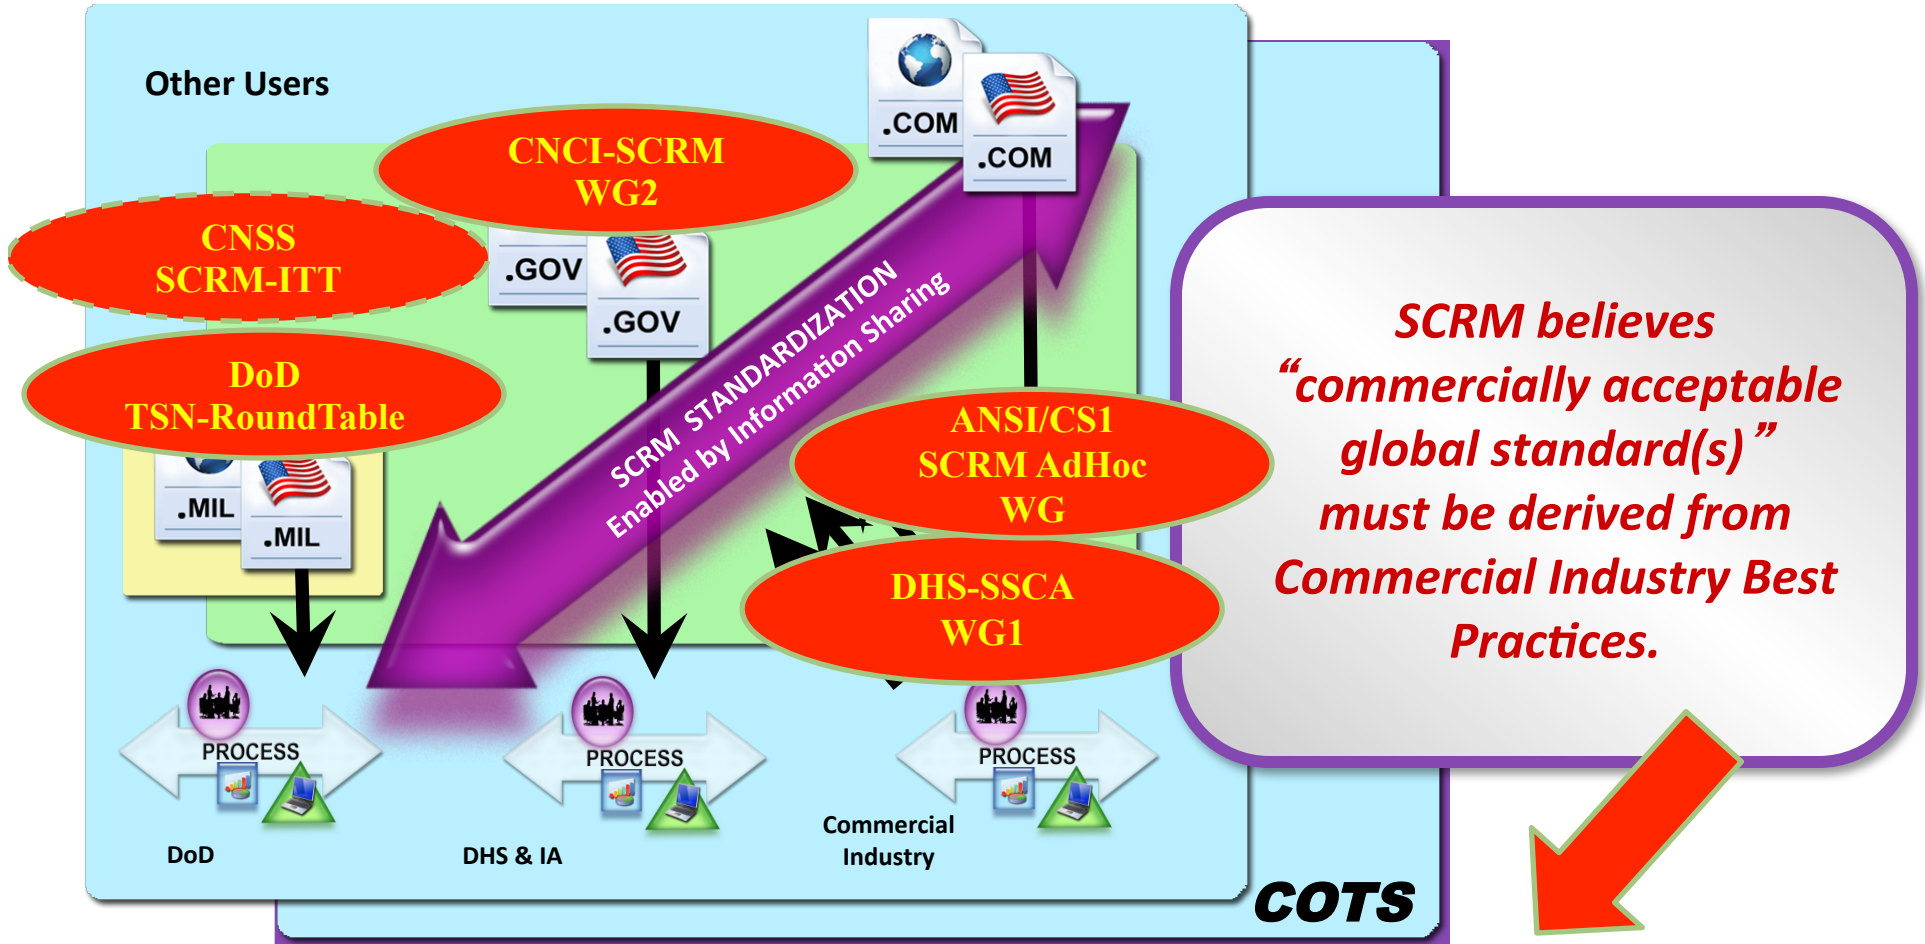 Other Users
.COM
.COM
CNCI-SCRM
WG2
CNSS
SCRM-ITT
.GOV
.GOV
DoD
TSN-RoundTable
.MIL
.MIL
SCRM STANDARDIZATION
Enabled by Information Sharing
ANSI/CS1
SCRM AdHoc
WG
DHS-SSCA
WG1
SCRM believes
“commercially acceptable
global standard(s)”
must be derived from
Commercial Industry Best
Practices.
PROCESS
PROCESS
PROCESS
DoD
DHS & IA
Commercial
Industry
COTS